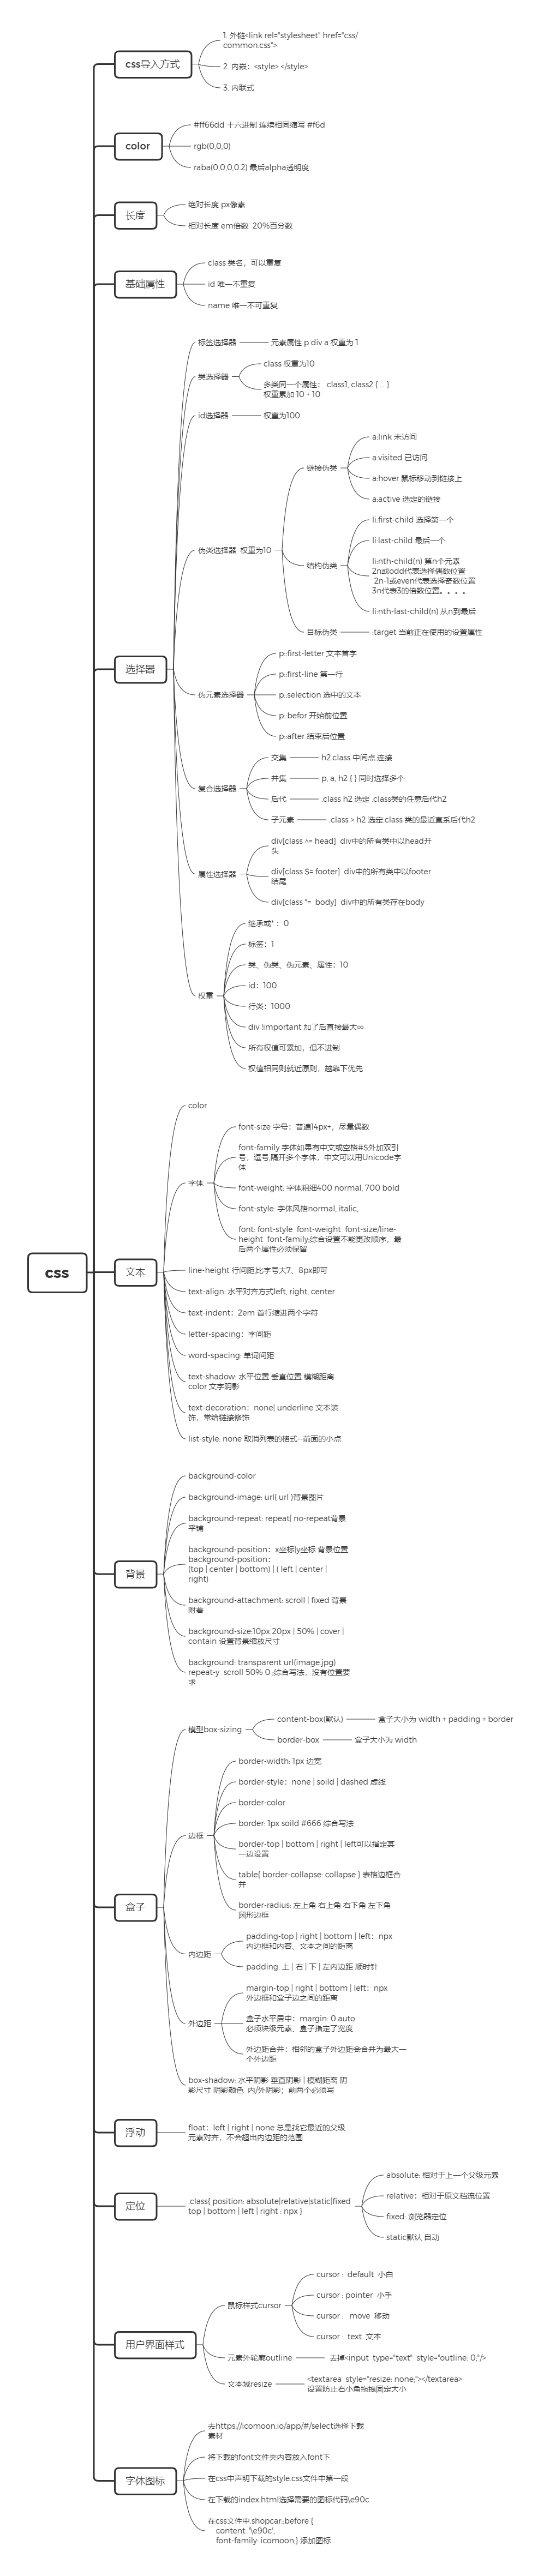 css
css导入方式
1. 外链<link rel="stylesheet" href="css/
common.css">
2. 内嵌：<style> </style>
3. 内联式
color
#ff66dd 十六进制 连续相同缩写 #f6d
rgb(0,0,0)
raba(0,0,0,0.2) 最后alpha透明度
长度
绝对长度 px像素
相对长度 em倍数  20%百分数
基础属性
class 类名，可以重复
id 唯一不重复
name 唯一不可重复
选择器
标签选择器
元素属性 p div a 权重为 1
类选择器
class 权重为10
多类同一个属性： class1, class2 { ... }
权重累加 10 + 10
id选择器
权重为100
伪类选择器  权重为10
链接伪类
a:link 未访问
a:visited 已访问
a:hover 鼠标移动到链接上
a:active 选定的链接
结构伪类
li:first-child 选择第一个
li:last-child 最后一个
li:nth-child(n) 第n个元素
2n或odd代表选择偶数位置
2n-1或even代表选择奇数位置
3n代表3的倍数位置。。。。
li:nth-last-child(n) 从n到最后
目标伪类
:target 当前正在使用的设置属性
伪元素选择器
p::first-letter 文本首字
p::first-line 第一行
p::selection 选中的文本
p::befor 开始前位置
p::after 结束后位置
复合选择器
交集
h2.class 中间点.连接
并集
p, a, h2 { } 同时选择多个
后代
.class h2 选定 .class类的任意后代h2
子元素
.class > h2 选定.class 类的最近直系后代h2
属性选择器
div[class ^= head]  div中的所有类中以head开
头
div[class $= footer]  div中的所有类中以footer
结尾
div[class *=  body]  div中的所有类存在body
权重
继承或* ：0
标签：1
类、伪类、伪元素、属性：10
id：100
行类：1000
div !important 加了后直接最大∞
所有权值可累加，但不进制
权值相同则就近原则，越靠下优先
文本
color
字体
font-size 字号：普遍14px+，尽量偶数
font-family 字体如果有中文或空格#$外加双引
号，逗号,隔开多个字体，中文可以用Unicode字
体
font-weight: 字体粗细400 normal, 700 bold
font-style: 字体风格normal, italic,
font: font-style  font-weight  font-size/line-
height  font-family;综合设置不能更改顺序，最
后两个属性必须保留
line-height 行间距,比字号大7、8px即可
text-align: 水平对齐方式left, right, center
text-indent：2em 首行缩进两个字符
letter-spacing：字间距
word-spacing: 单词间距
text-shadow: 水平位置 垂直位置 模糊距离
color 文字阴影
text-decoration：none| underline 文本装
饰，常给链接修饰
list-style: none 取消列表的格式--前面的小点
背景
background-color
background-image: url( url )背景图片
background-repeat: repeat| no-repeat背景
平铺
background-position：x坐标|y坐标 背景位置
background-position：
(top | center | bottom) | ( left | center |
right)
background-attachment: scroll | fixed 背景
附着
background-size:10px 20px | 50% | cover |
contain 设置背景缩放尺寸
background: transparent url(image.jpg)
repeat-y  scroll 50% 0 ;综合写法，没有位置要
求
盒子
模型box-sizing
content-box(默认)
盒子大小为 width + padding + border
border-box
盒子大小为 width
边框
border-width: 1px 边宽
border-style：none | soild | dashed 虚线
border-color
border: 1px soild #666 综合写法
border-top | bottom | right | left可以指定某
一边设置
table{ border-collapse: collapse } 表格边框合
并
border-radius: 左上角 右上角 右下角 左下角
圆形边框
内边距
padding-top | right | bottom | left：npx
内边框和内容、文本之间的距离
padding: 上 | 右 | 下 | 左内边距 顺时针
外边距
margin-top | right | bottom | left：npx
外边框和盒子边之间的距离
盒子水平居中：margin: 0 auto
必须块级元素、盒子指定了宽度
外边距合并：相邻的盒子外边距会合并为最大一
个外边距
box-shadow: 水平阴影 垂直阴影 | 模糊距离 阴
影尺寸 阴影颜色  内/外阴影；前两个必须写
浮动
float：left | right | none 总是找它最近的父级
元素对齐，不会超出内边距的范围
定位
.class{ position: absolute|relative|static|fixed
top | bottom | left | right : npx }
absolute: 相对于上一个父级元素
relative：相对于原文档流位置
fixed: 浏览器定位
static默认 自动
用户界面样式
鼠标样式cursor
cursor :  default  小白
cursor : pointer  小手
cursor :   move  移动
cursor :  text  文本
元素外轮廓outline
去掉<input  type="text"  style="outline: 0;"/>
文本域resize
<textarea  style="resize: none;"></textarea>
设置防止右小角拖拽固定大小
字体图标
去https://icomoon.io/app/#/select选择下载
素材
将下载的font文件夹内容放入font下
在css中声明下载的style.css文件中第一段
在下载的index.html选择需要的图标代码\e90c
在css文件中.shopcar::before {
content: '\e90c';
font-family: icomoon;} 添加图标